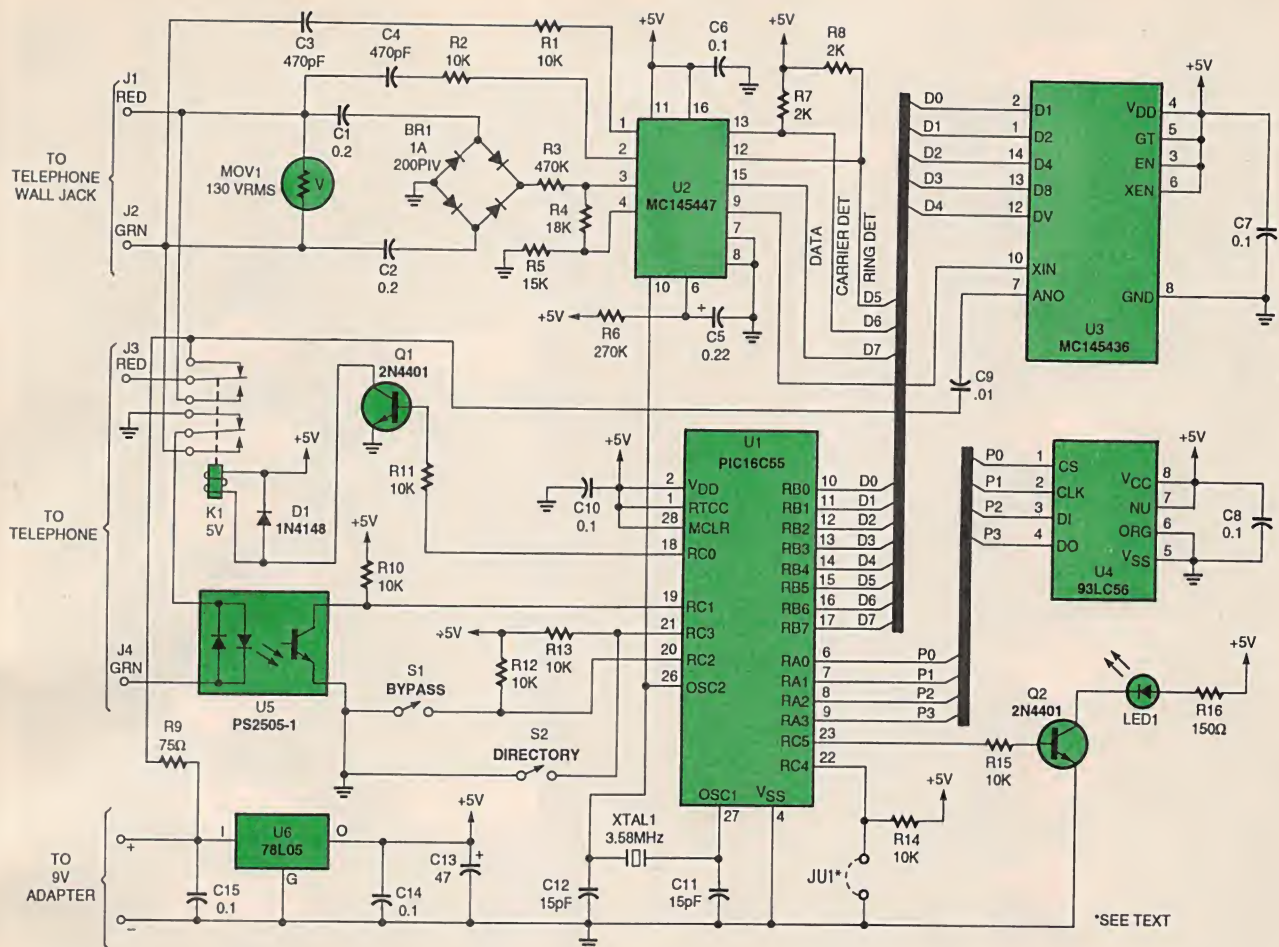 C3
470pF
C4
470pF
R2
10K
R1
10K
+5V
C6
0.1
+5V
R8
2K
R7
2K
J1
RED
TO
TELEPHONE
WALL JACK
J2
GRN
MOV1
130 VRMS
V
C1
0.2
C2
0.2
BR1
1A
200PIV
R3
470K
R4
18K
R5
15K
11
16
1
2
3
4
13
12
15
9
7
8
10
6
U2
MC145447
+5V
R6
270K
+
C5
0.22
DATA
CARRIER DET
RING DET
D0
D1
D2
D3
D4
D5
D6
D7
2
1
14
13
12
10
7
D1
D2
D4
D8
DV
XIN
ANO
VDD
GT
EN
XEN
GND
4
5
3
6
8
U3
MC145436
+5V
C7
0.1
C9
.01
TO
TELEPHONE
J3
RED
J4
GRN
K1
5V
D1
1N4148
+5V
Q1
2N4401
R11
10K
+5V
R10
10K
U5
PS2505-1
+5V
R13
10K
R12
10K
S1
BYPASS
S2
DIRECTORY
+5V
C10
0.1
U1
PIC16C55
2
1
28
18
19
21
20
26
VDD
RTCC
MCLR
RC0
RC1
RC3
RC2
OSC2
OSC1
27
VSS
4
RB0
RB1
RB2
RB3
RB4
RB5
RB6
RB7
RA0
RA1
RA2
RA3
RC5
RC4
10
11
12
13
14
15
16
17
6
7
8
9
23
22
D0
D1
D2
D3
D4
D5
D6
D7
P0
P1
P2
P3
P0
P1
P2
P3
1
2
3
4
CS
CLK
DI
DO
VCC
NU
ORG
VSS
8
7
6
5
U4
93LC56
+5V
C8
0.1
Q2
2N4401
LED1
+5V
R16
150Ω
R15
10K
+5V
R14
10K
JU1*
R9
75Ω
TO
9V
ADAPTER
+
–
I
U6
78L05
O
G
C15
0.1
C14
0.1
+5V
C13
47
+
XTAL1
3.58MHz
C12
15pF
C11
15pF
*SEE TEXT